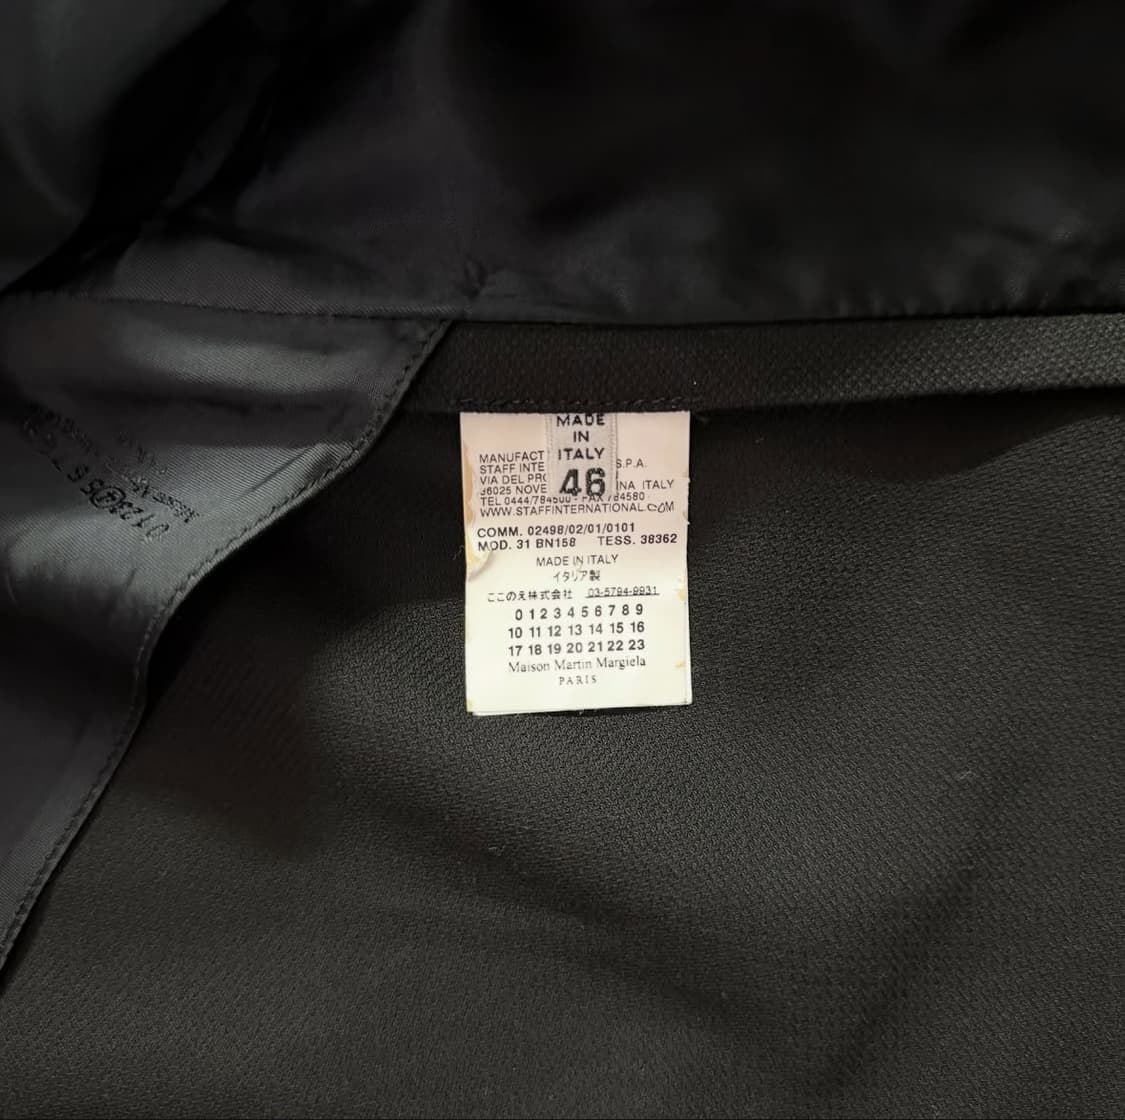 MADE
IN
ITALY
46
MANUFACT S.P.A.
STAFF INTE
VIA DEL PRO
36025 NOVE NA ITALY
TEL 0444/784500 - FAX 784580
WWW.STAFFINTERNATIONAL.COM
COMM. 02498/02/01/0101
MOD. 31 BN158 TESS. 38362
MADE IN ITALY
イタリア製
ここのえ株式会社 03-5794-9931
0 1 2 3 4 5 6 7 8 9
10 11 12 13 14 15 16
17 18 19 20 21 22 23
Maison Martin Margiela
PARIS